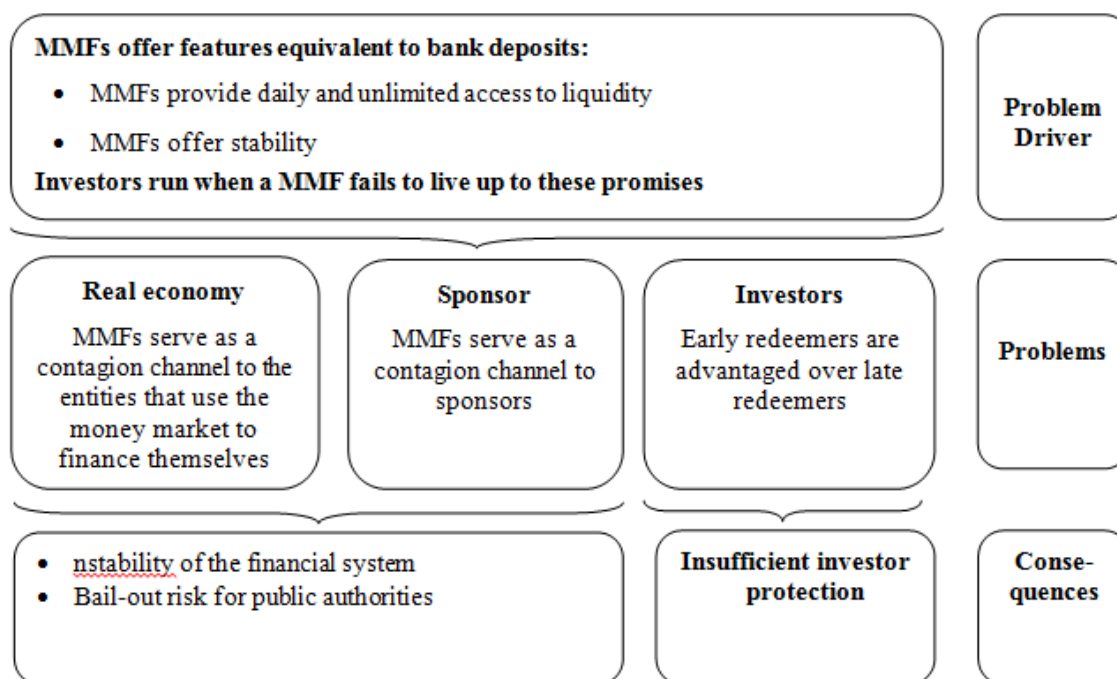 MMFs offer features equivalent to bank deposits:
• MMFs provide daily and unlimited access to liquidity
• MMFs offer stability
Investors run when a MMF fails to live up to these promises
Problem
Driver
Real economy
MMFs serve as a
contagion channel to the
entities that use the
money market to
finance themselves
Sponsor
MMFs serve as a
contagion channel to
sponsors
Investors
Early redeemers are
advantaged over late
redeemers
Problems
• nstability of the financial system
• Bail-out risk for public authorities
Insufficient investor
protection
Conse-
quences